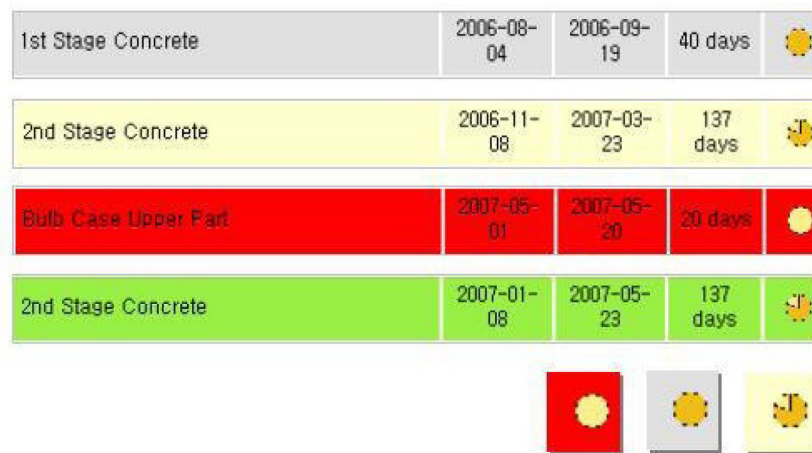 1st Stage Concrete 2006-08-04 2006-09-19 40 days
2nd Stage Concrete 2006-11-08 2007-03-23 137 days
Bulb Case Upper Part 2007-05-01 2007-05-20 20 days
2nd Stage Concrete 2007-01-08 2007-05-23 137 days